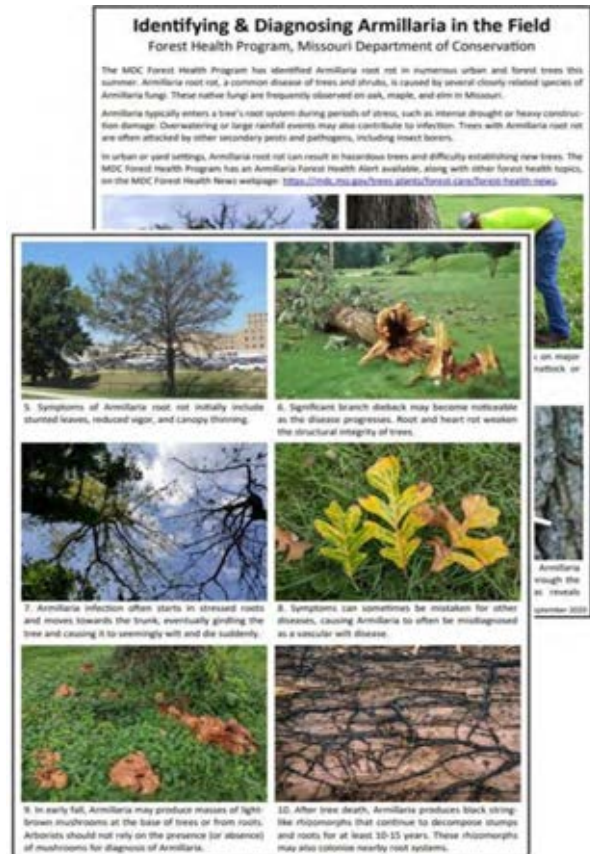 Identifying & Diagnosing Armillaria in the Field
Forest Health Program, Missouri Department of Conservation
The MDC Forest Health Program has identified Armillaria root rot in numerous urban and forest trees this
summer. Armillaria root rot, a common disease of trees and shrubs, is caused by several closely related species of
Armillaria fungi. These native fungi are frequently observed on oak, maple, and elm in Missouri.
Armillaria typically enters a tree's root system during periods of stress, such as intense drought or heavy construc-
tion damage. Overwatering or large rainfall events may also contribute to infection. Trees with Armillaria root rot
are often attacked by other secondary pests and pathogens, including insect borers.
In urban or yard settings, Armillaria root rot can result in hazardous trees and difficulty establishing new trees. The
MDC Forest Health Program has an Armillaria Forest Health Alert available, along with other forest health topics,
on the MDC Forest Health News webpage: https://mdc.mo.gov/trees-plants/forest-care/forest-health-news.
on major
mattock or
Armillaria
through the
as reveals
September 2020
5. Symptoms of Armillaria root rot initially include
stunted leaves, reduced vigor, and canopy thinning.
6. Significant branch dieback may become noticeable
as the disease progresses. Root and heart rot weaken
the structural integrity of trees.
7. Armillaria infection often starts in stressed roots
and moves towards the trunk, eventually girdling the
tree and causing it to seemingly wilt and die suddenly.
8. Symptoms can sometimes be mistaken for other
diseases, causing Armillaria to often be misdiagnosed
as a vascular wilt disease.
9. In early fall, Armillaria may produce masses of light-
brown mushrooms at the base of trees or from roots.
Arborists should not rely on the presence (or absence)
of mushrooms for diagnosis of Armillaria.
10. After tree death, Armillaria produces black string-
like rhizomorphs that continue to decompose stumps
and roots for at least 10-15 years. These rhizomorphs
may also colonize nearby root systems.